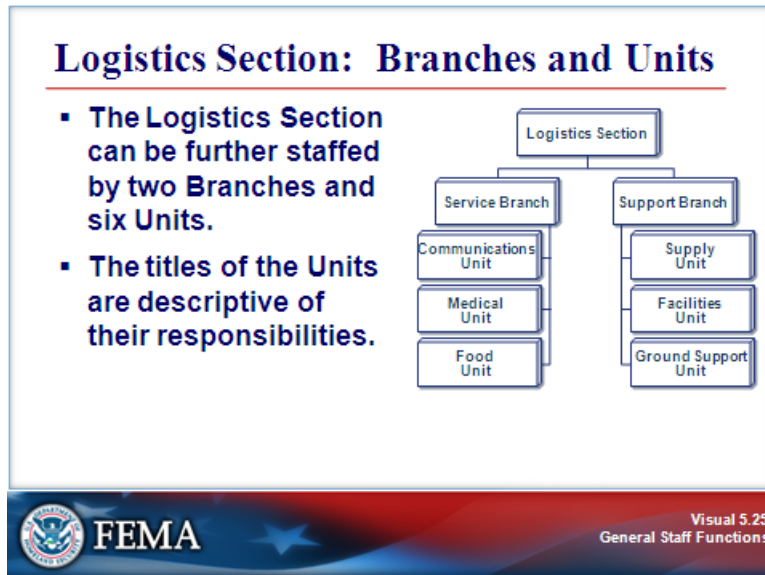 Logistics Section: Branches and Units
▪ The Logistics Section
can be further staffed
by two Branches and
six Units.
▪ The titles of the Units
are descriptive of
their responsibilities.
Logistics Section
Service Branch
Support Branch
Communications
Unit
Supply
Unit
Medical
Unit
Facilities
Unit
Food
Unit
Ground Support
Unit
FEMA
Visual 5.25
General Staff Functions